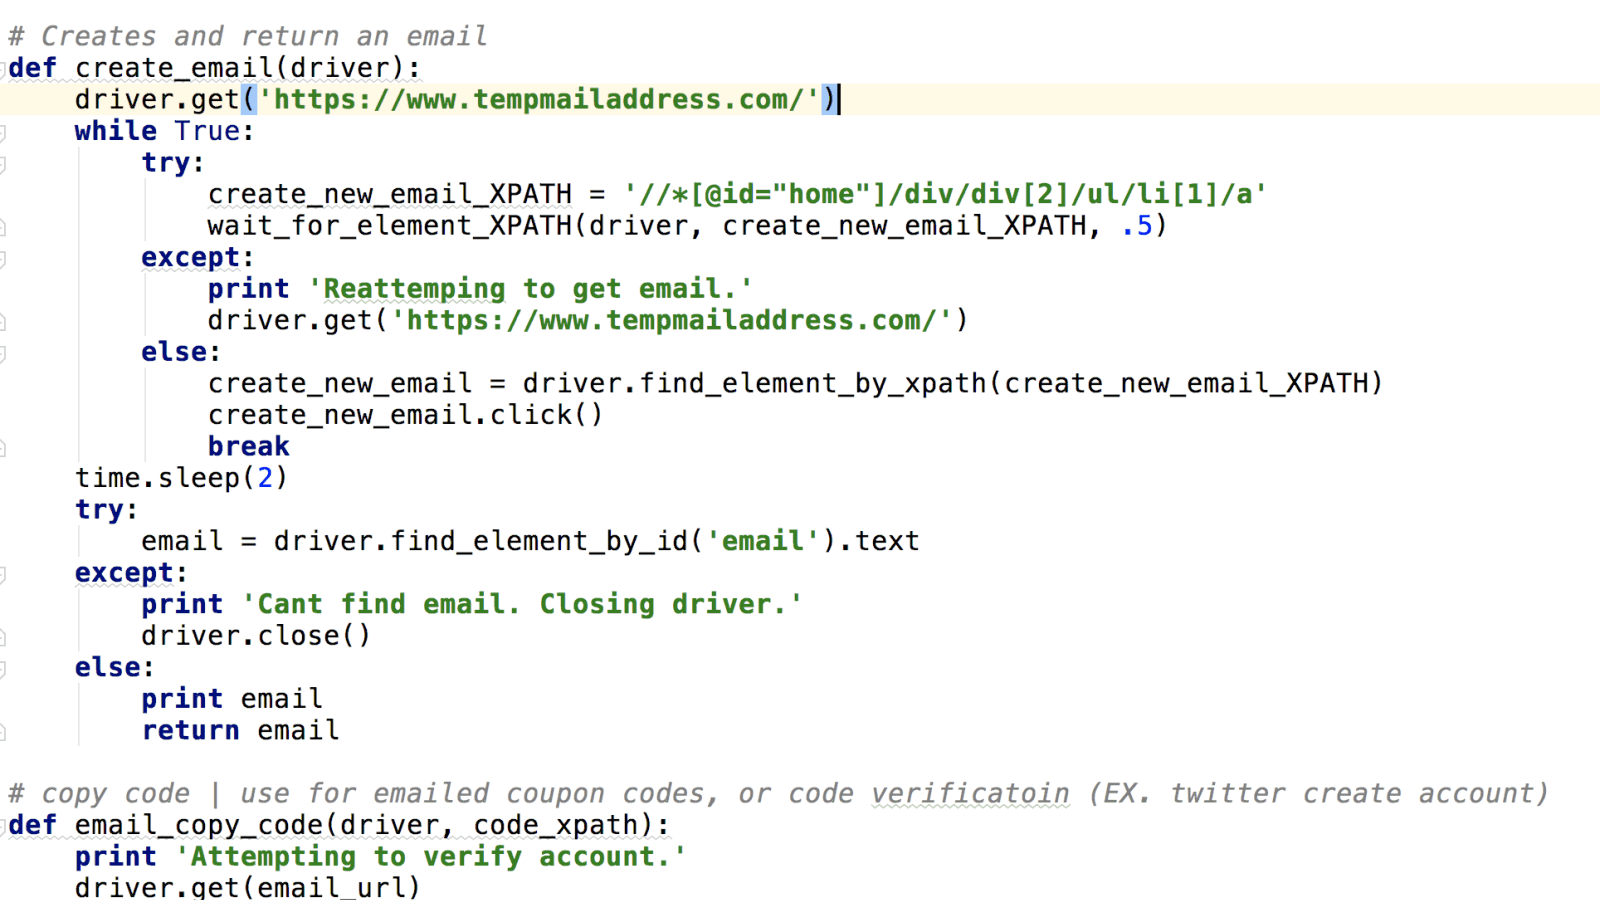 # Creates and return an email
def create_email(driver):
    driver.get('https://www.tempmailaddress.com/')
    while True:
        try:
            create_new_email_XPATH = '//*[@id="home"]/div/div[2]/ul/li[1]/a'
            wait_for_element_XPATH(driver, create_new_email_XPATH, .5)
        except:
            print 'Reattemping to get email.'
            driver.get('https://www.tempmailaddress.com/')
        else:
            create_new_email = driver.find_element_by_xpath(create_new_email_XPATH)
            create_new_email.click()
            break
    time.sleep(2)
    try:
        email = driver.find_element_by_id('email').text
    except:
        print 'Cant find email. Closing driver.'
        driver.close()
    else:
        print email
        return email

# copy code | use for emailed coupon codes, or code verificatoin (EX. twitter create account)
def email_copy_code(driver, code_xpath):
    print 'Attempting to verify account.'
    driver.get(email_url)